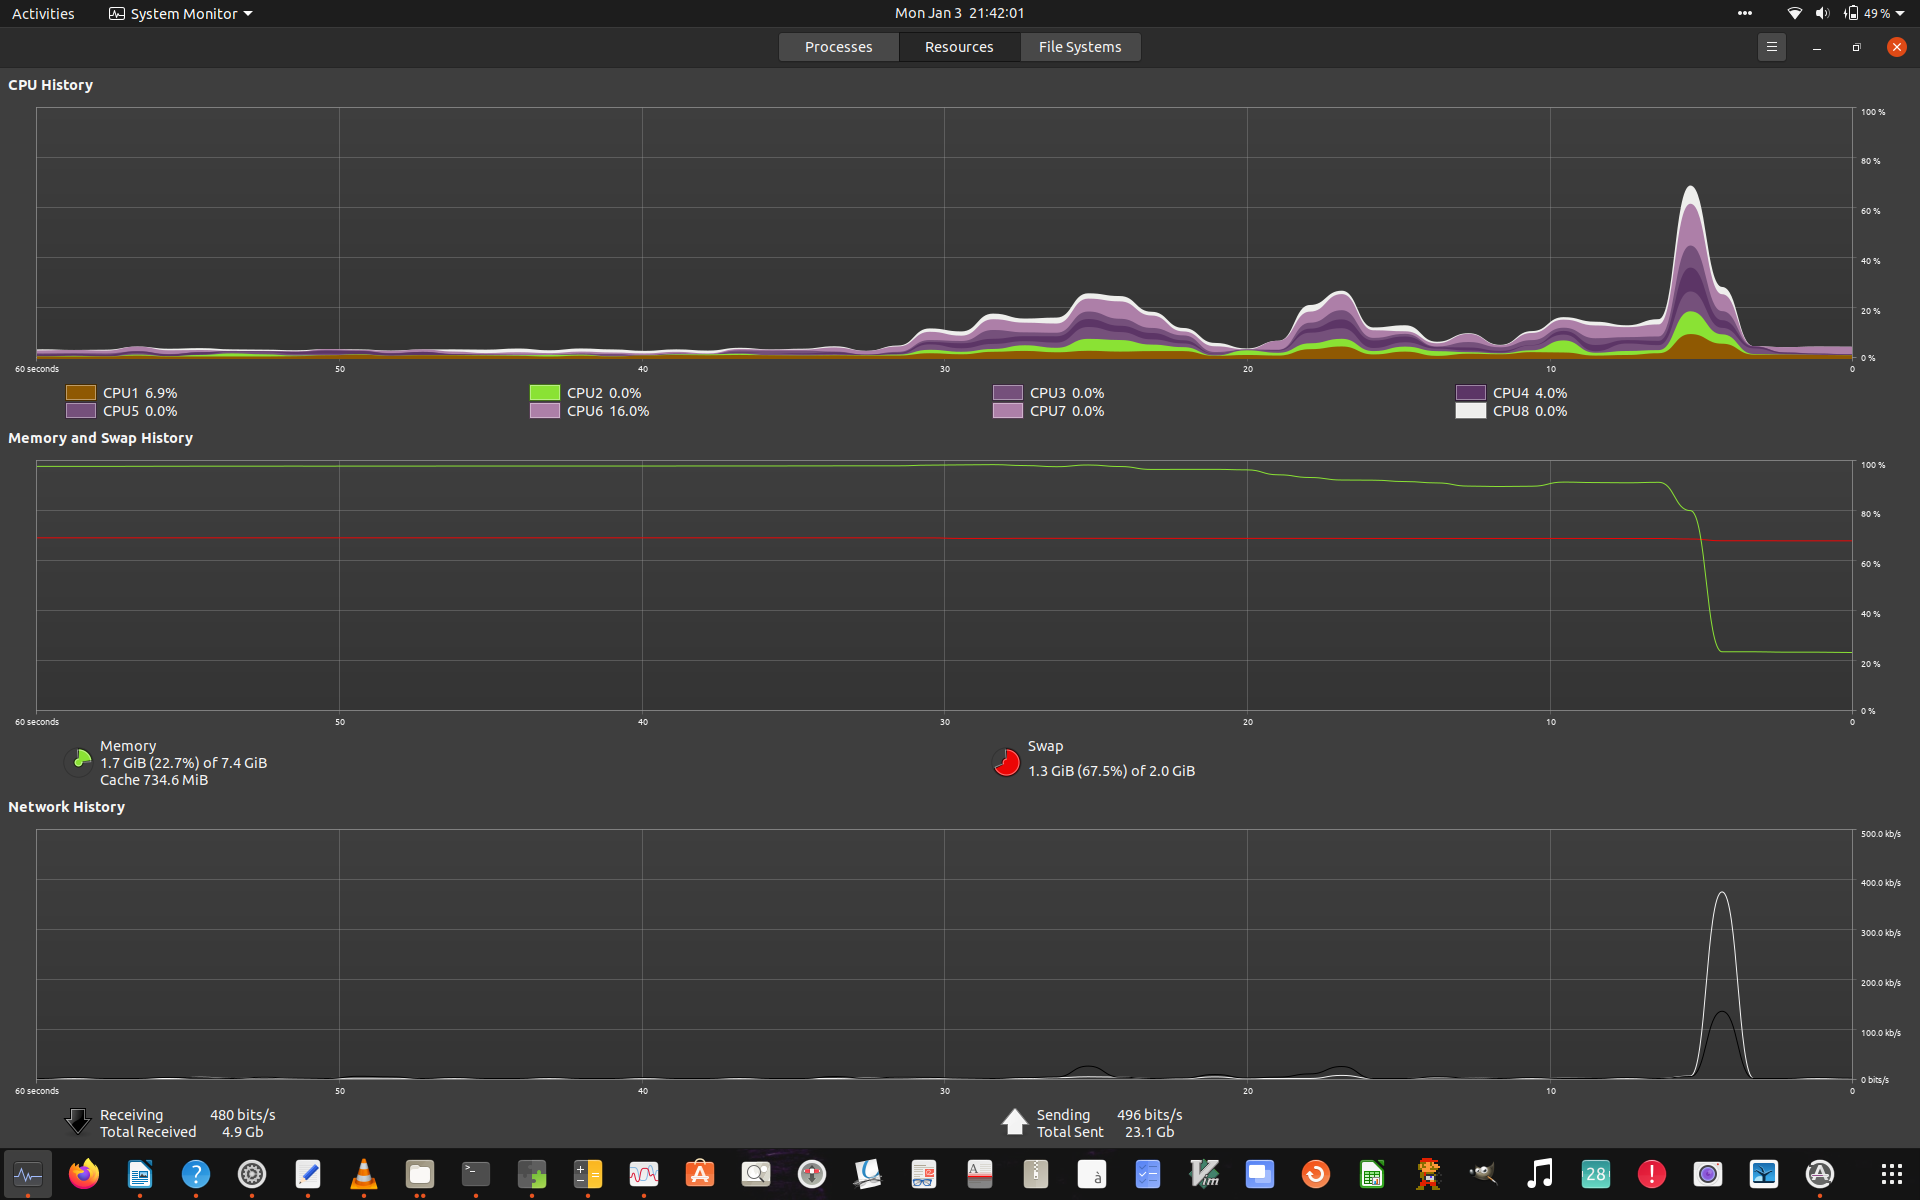 Activities
System Monitor
Mon Jan 3 21:42:01
49 %
Processes
Resources
File Systems
CPU History
100 %
80 %
60 %
40 %
20 %
0 %
60 seconds
50
40
30
20
10
0
CPU1 6.9%
CPU2 0.0%
CPU3 0.0%
CPU4 4.0%
CPU5 0.0%
CPU6 16.0%
CPU7 0.0%
CPU8 0.0%
Memory and Swap History
100 %
80 %
60 %
40 %
20 %
0 %
60 seconds
50
40
30
20
10
0
Memory
1.7 GiB (22.7%) of 7.4 GiB
Cache 734.6 MiB
Swap
1.3 GiB (67.5%) of 2.0 GiB
Network History
500.0 kb/s
400.0 kb/s
300.0 kb/s
200.0 kb/s
100.0 kb/s
0 bits/s
60 seconds
50
40
30
20
10
0
Receiving 480 bits/s
Total Received 4.9 Gb
Sending 496 bits/s
Total Sent 23.1 Gb
?
>_
A
à
Vim
28
!